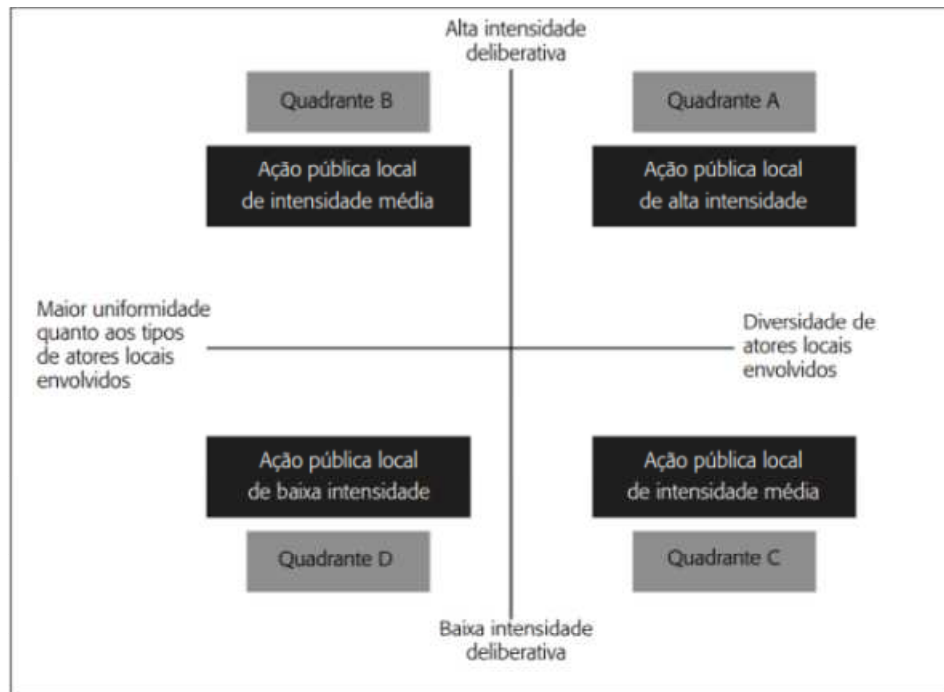 Alta intensidade
deliberativa
Quadrante B
Quadrante A
Ação pública local
de intensidade média
Ação pública local
de alta intensidade
Maior uniformidade
quanto aos tipos
de atores locais
envolvidos
Diversidade de
atores locais
envolvidos
Ação pública local
de baixa intensidade
Ação pública local
de intensidade média
Quadrante D
Quadrante C
Baixa intensidade
deliberativa